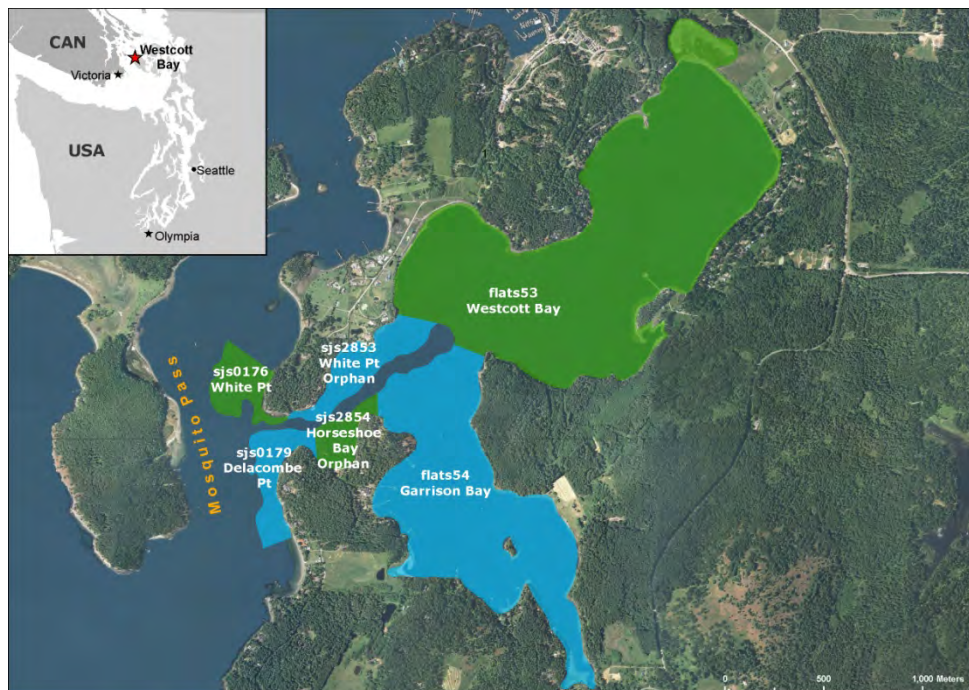 CAN
Westcott
Bay
Victoria
USA
Seattle
Olympia
flats53
Westcott Bay
sjs2853
White Pt
Orphan
sjs0176
White Pt
sjs2854
Horseshoe
Bay
Orphan
sjs0179
Delacombe
Pt
flats54
Garrison Bay
Mosquito Pass
0 500 1,000 Meters